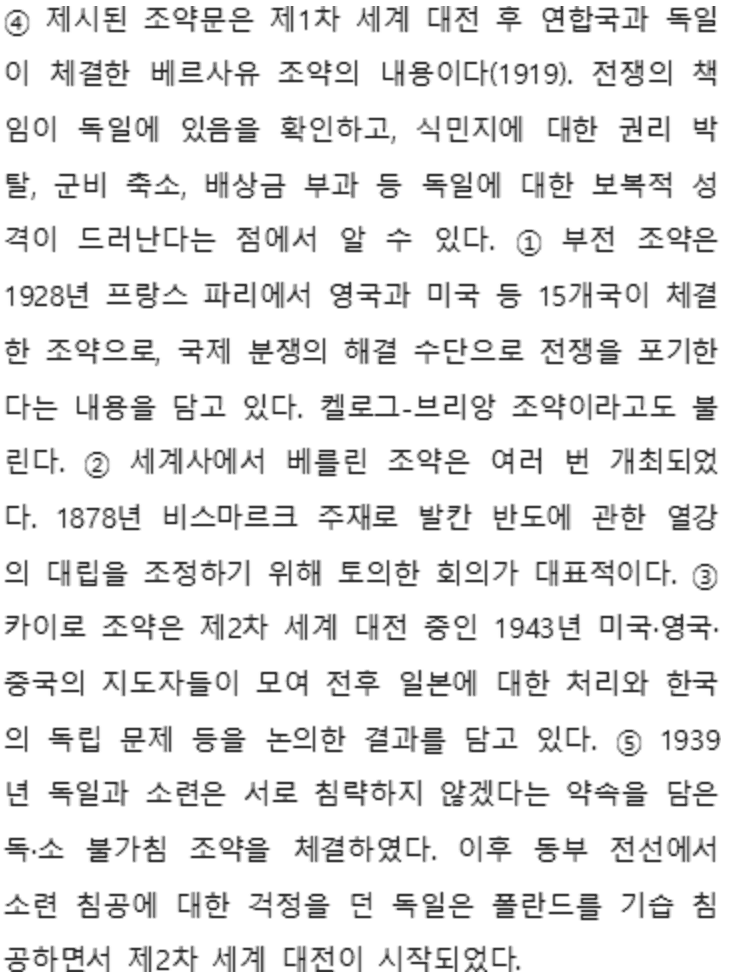 ④ 제시된 조약문은 제1차 세계 대전 후 연합국과 독일
이 체결한 베르사유 조약의 내용이다(1919). 전쟁의 책
임이 독일에 있음을 확인하고, 식민지에 대한 권리 박
탈, 군비 축소, 배상금 부과 등 독일에 대한 보복적 성
격이 드러난다는 점에서 알 수 있다. ① 부전 조약은
1928년 프랑스 파리에서 영국과 미국 등 15개국이 체결
한 조약으로, 국제 분쟁의 해결 수단으로 전쟁을 포기한
다는 내용을 담고 있다. 켈로그-브리앙 조약이라고도 불
린다. ② 세계사에서 베를린 조약은 여러 번 개최되었
다. 1878년 비스마르크 주재로 발칸 반도에 관한 열강
의 대립을 조정하기 위해 토의한 회의가 대표적이다. ③
카이로 조약은 제2차 세계 대전 중인 1943년 미국·영국·
중국의 지도자들이 모여 전후 일본에 대한 처리와 한국
의 독립 문제 등을 논의한 결과를 담고 있다. ⑤ 1939
년 독일과 소련은 서로 침략하지 않겠다는 약속을 담은
독·소 불가침 조약을 체결하였다. 이후 동부 전선에서
소련 침공에 대한 걱정을 던 독일은 폴란드를 기습 침
공하면서 제2차 세계 대전이 시작되었다.